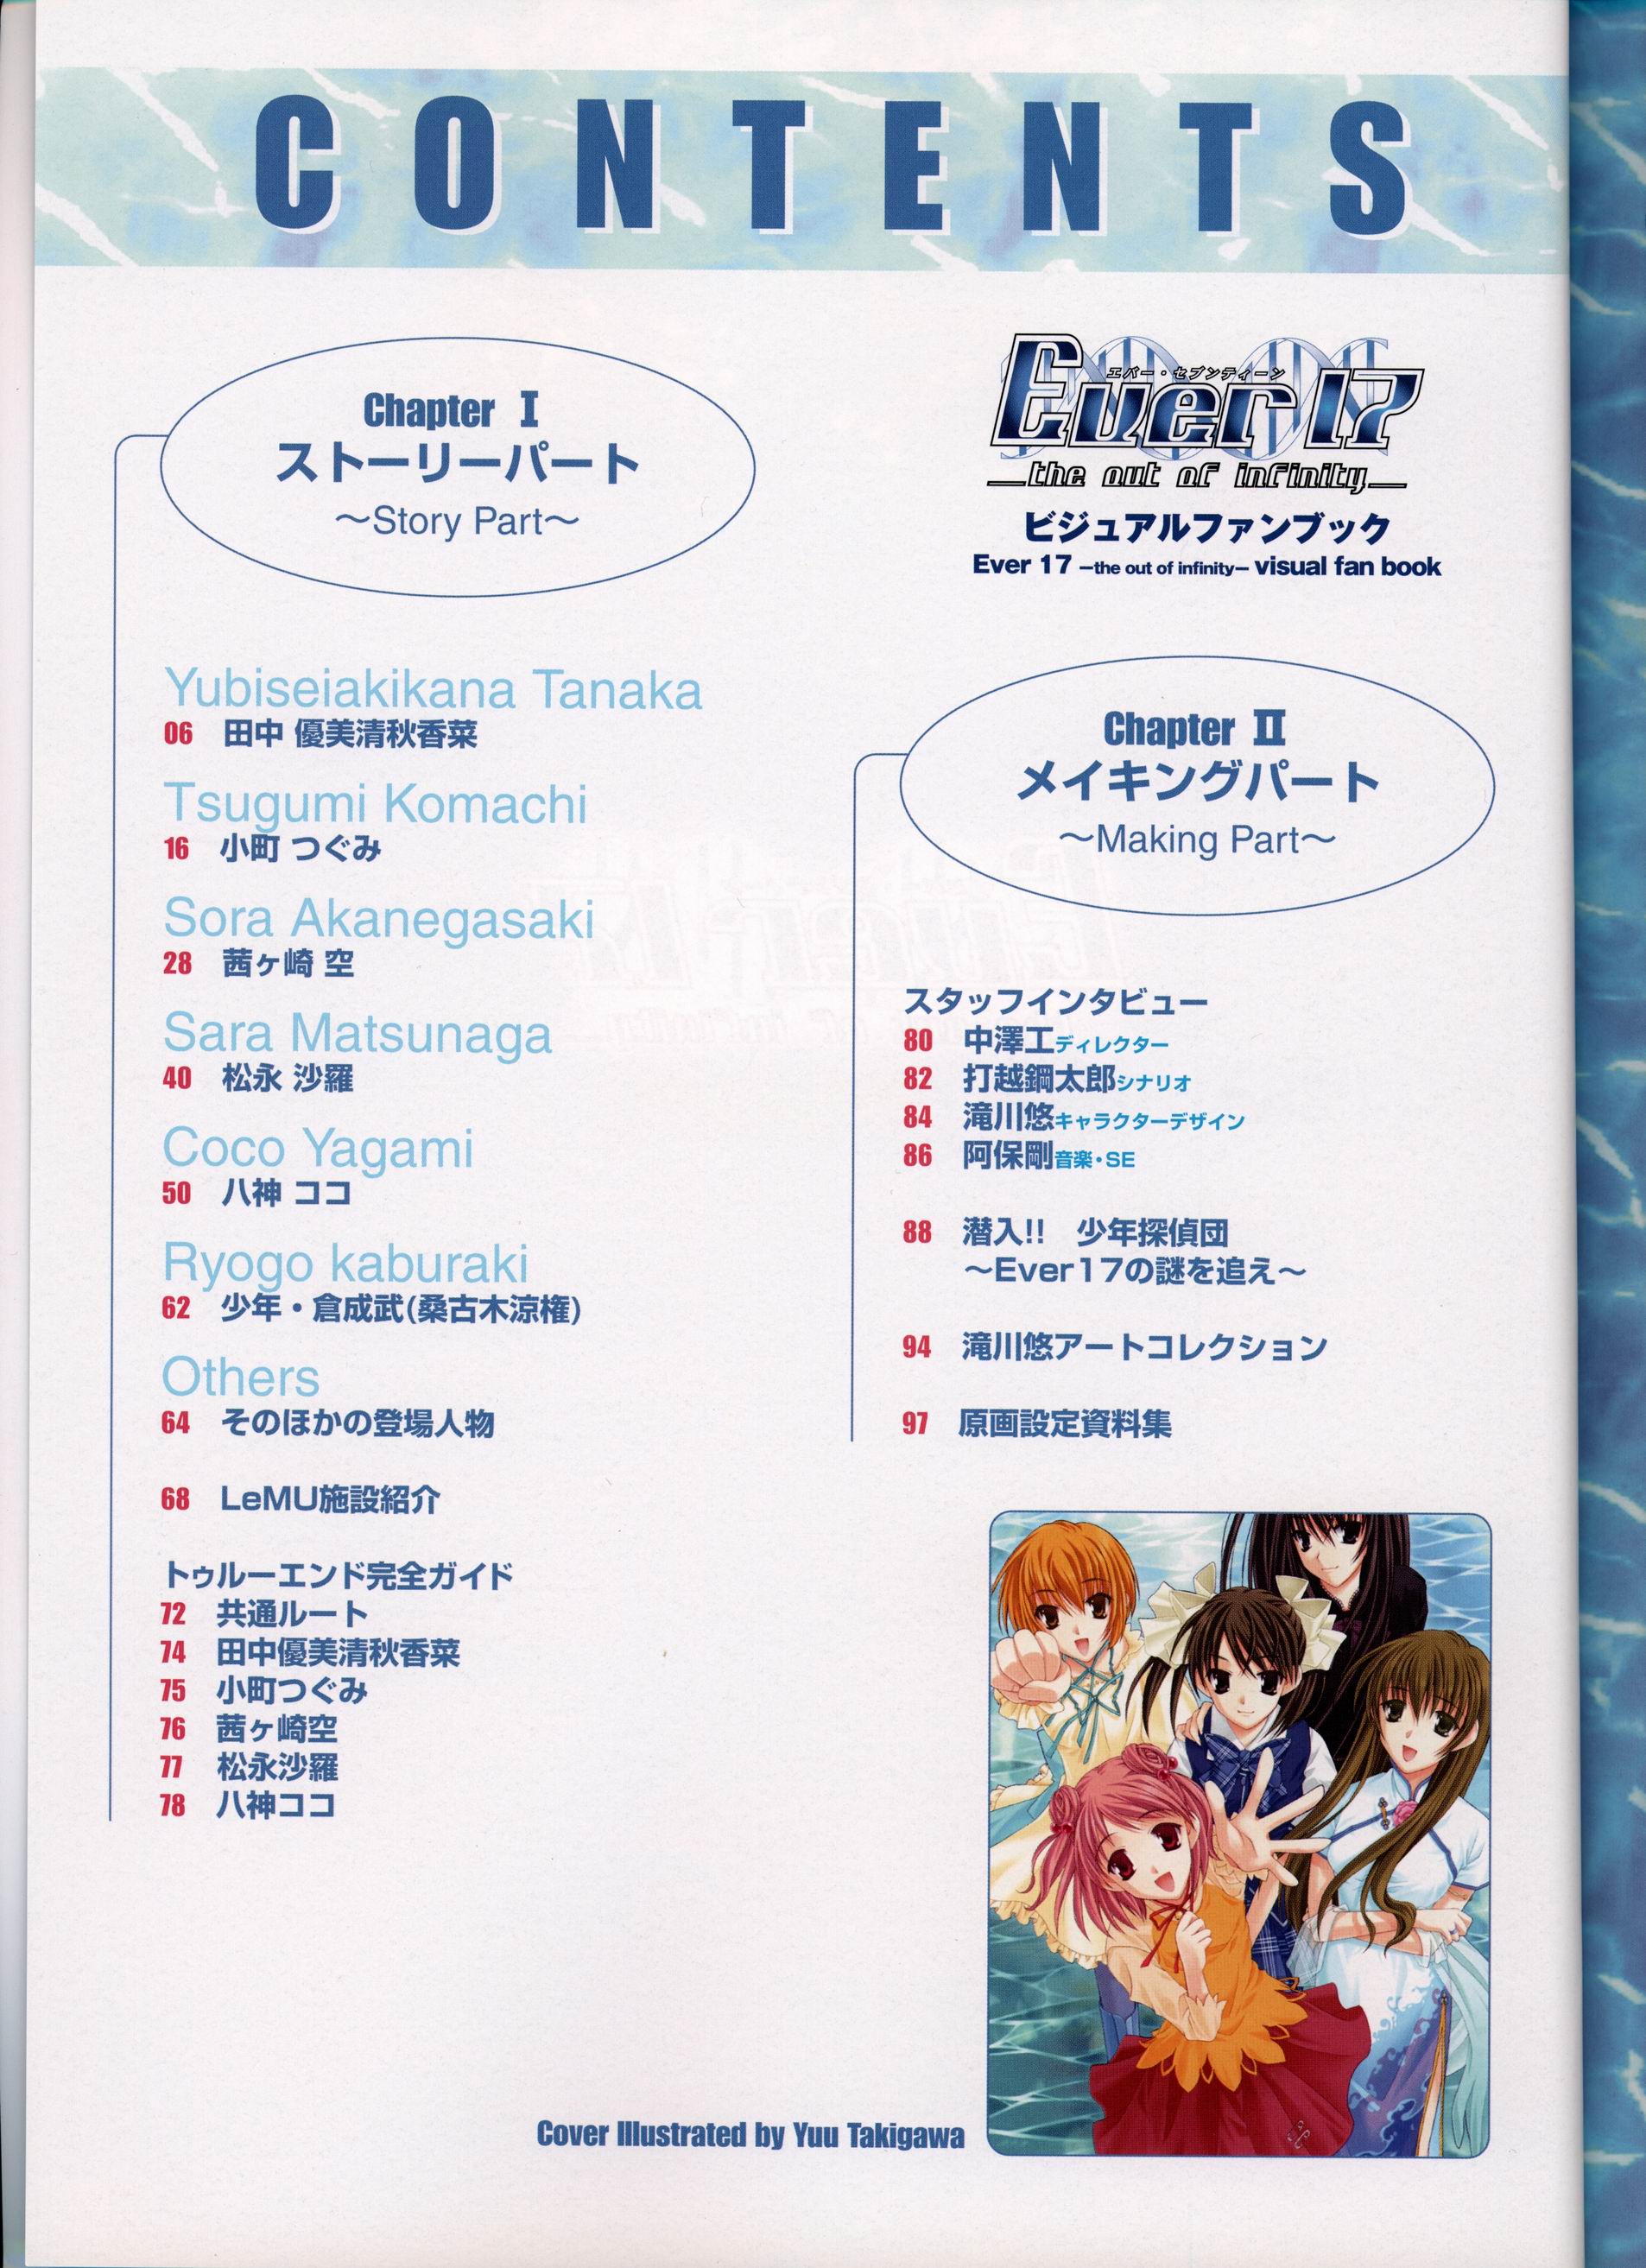 CONTENTS
Chapter Ⅰ
ストーリーパート
～Story Part～
Yubiseiakikana Tanaka
06 田中 優美清秋香菜
Tsugumi Komachi
16 小町 つぐみ
Sora Akanegasaki
28 茜ヶ崎 空
Sara Matsunaga
40 松永 沙羅
Coco Yagami
50 八神 ココ
Ryogo kaburaki
62 少年・倉成武(桑古木涼権)
Others
64 そのほかの登場人物
68 LeMU施設紹介
トゥルーエンド完全ガイド
72 共通ルート
74 田中優美清秋香菜
75 小町つぐみ
76 茜ヶ崎空
77 松永沙羅
78 八神ココ
エバー・セブンティーン
Ever 17
the out of infinity
ビジュアルファンブック
Ever 17 –the out of infinity– visual fan book
Chapter Ⅱ
メイキングパート
～Making Part～
スタッフインタビュー
80 中澤工ディレクター
82 打越鋼太郎シナリオ
84 滝川悠キャラクターデザイン
86 阿保剛音楽・SE
88 潜入!! 少年探偵団
～Ever17の謎を追え～
94 滝川悠アートコレクション
97 原画設定資料集
Cover Illustrated by Yuu Takigawa